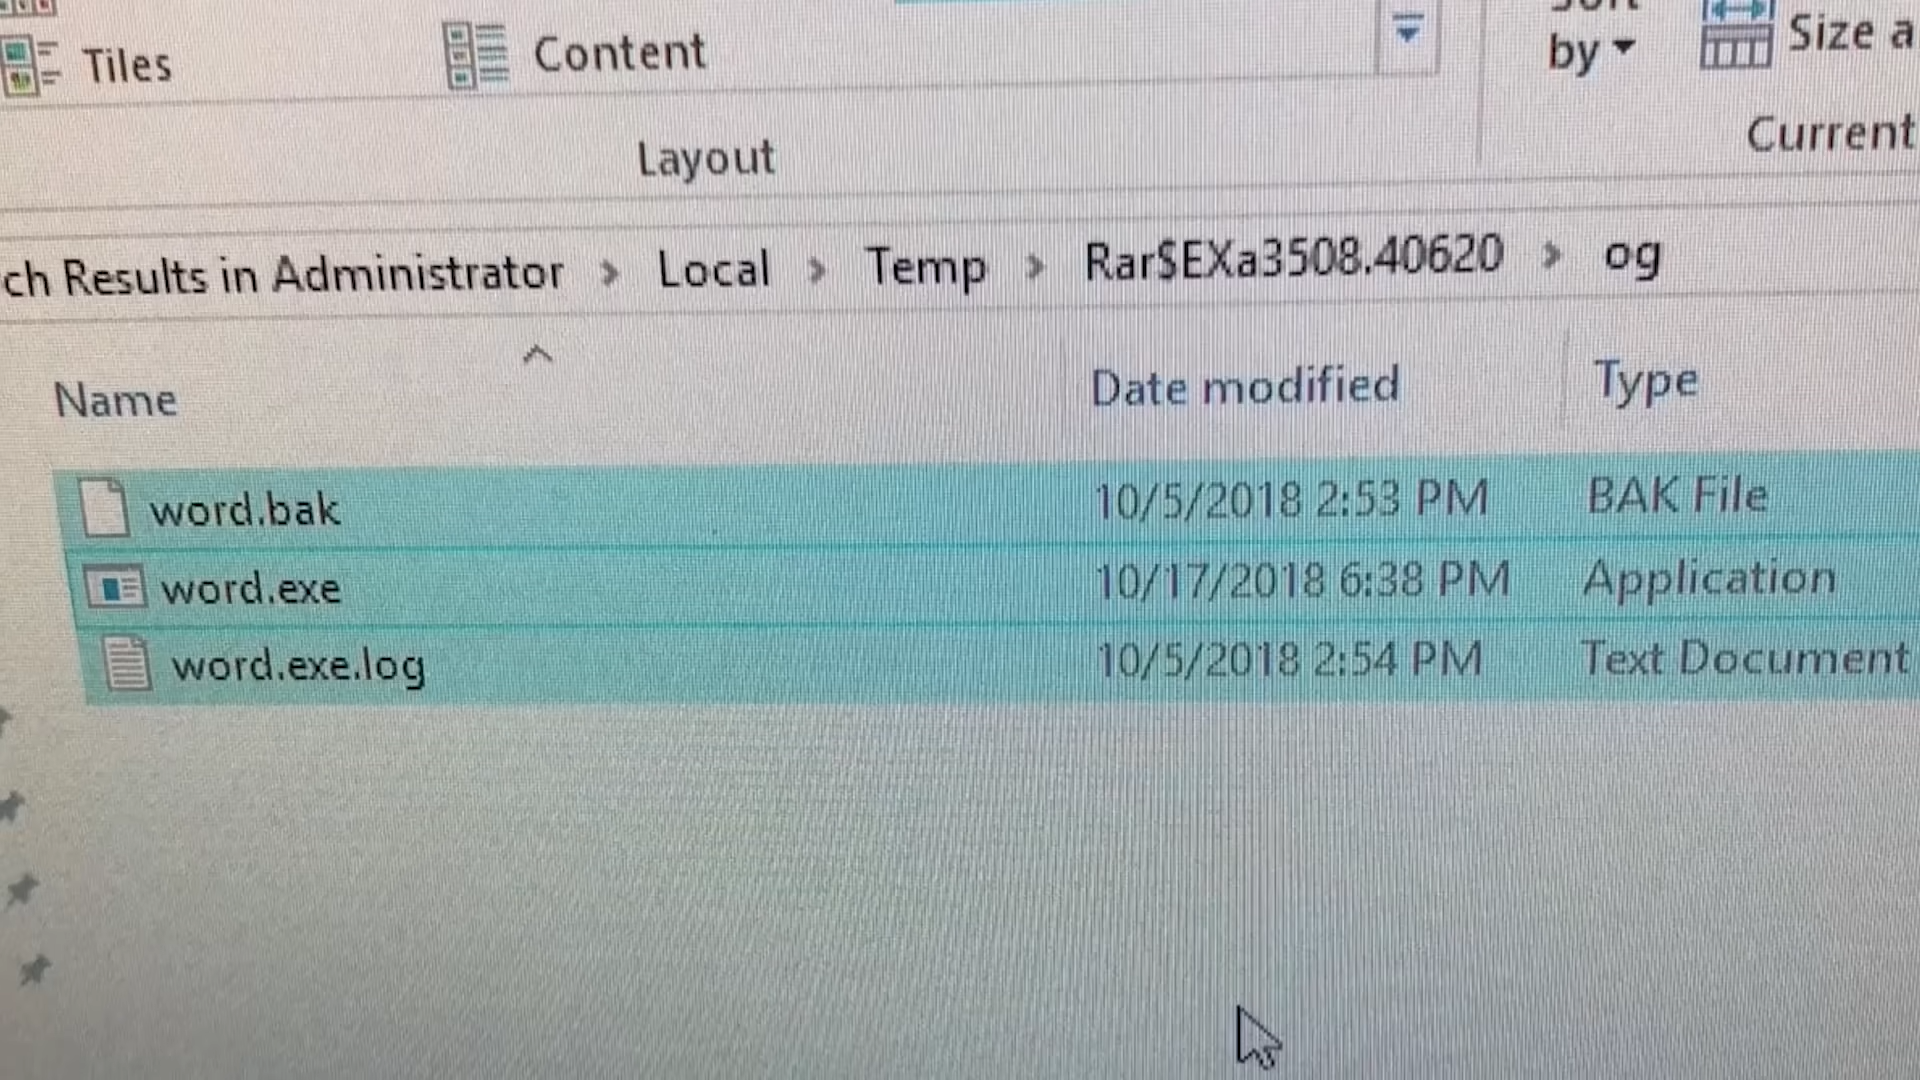 Tiles
Content
by
Size a
Layout
Current
ch Results in Administrator > Local > Temp > Rar$EXa3508.40620 > og
Name
Date modified
Type
word.bak 10/5/2018 2:53 PM BAK File
word.exe 10/17/2018 6:38 PM Application
word.exe.log 10/5/2018 2:54 PM Text Document